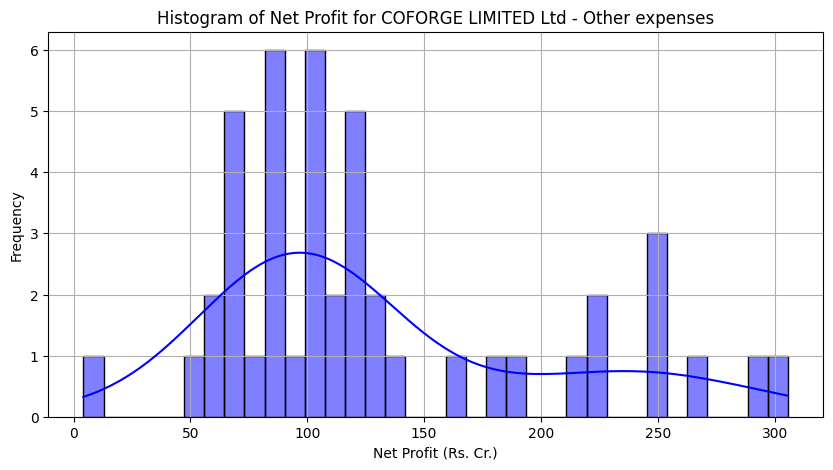 Histogram of Net Profit for COFORGE LIMITED Ltd - Other expenses
Frequency
6
5
4
3
2
1
0
0 50 100 150 200 250 300
Net Profit (Rs. Cr.)